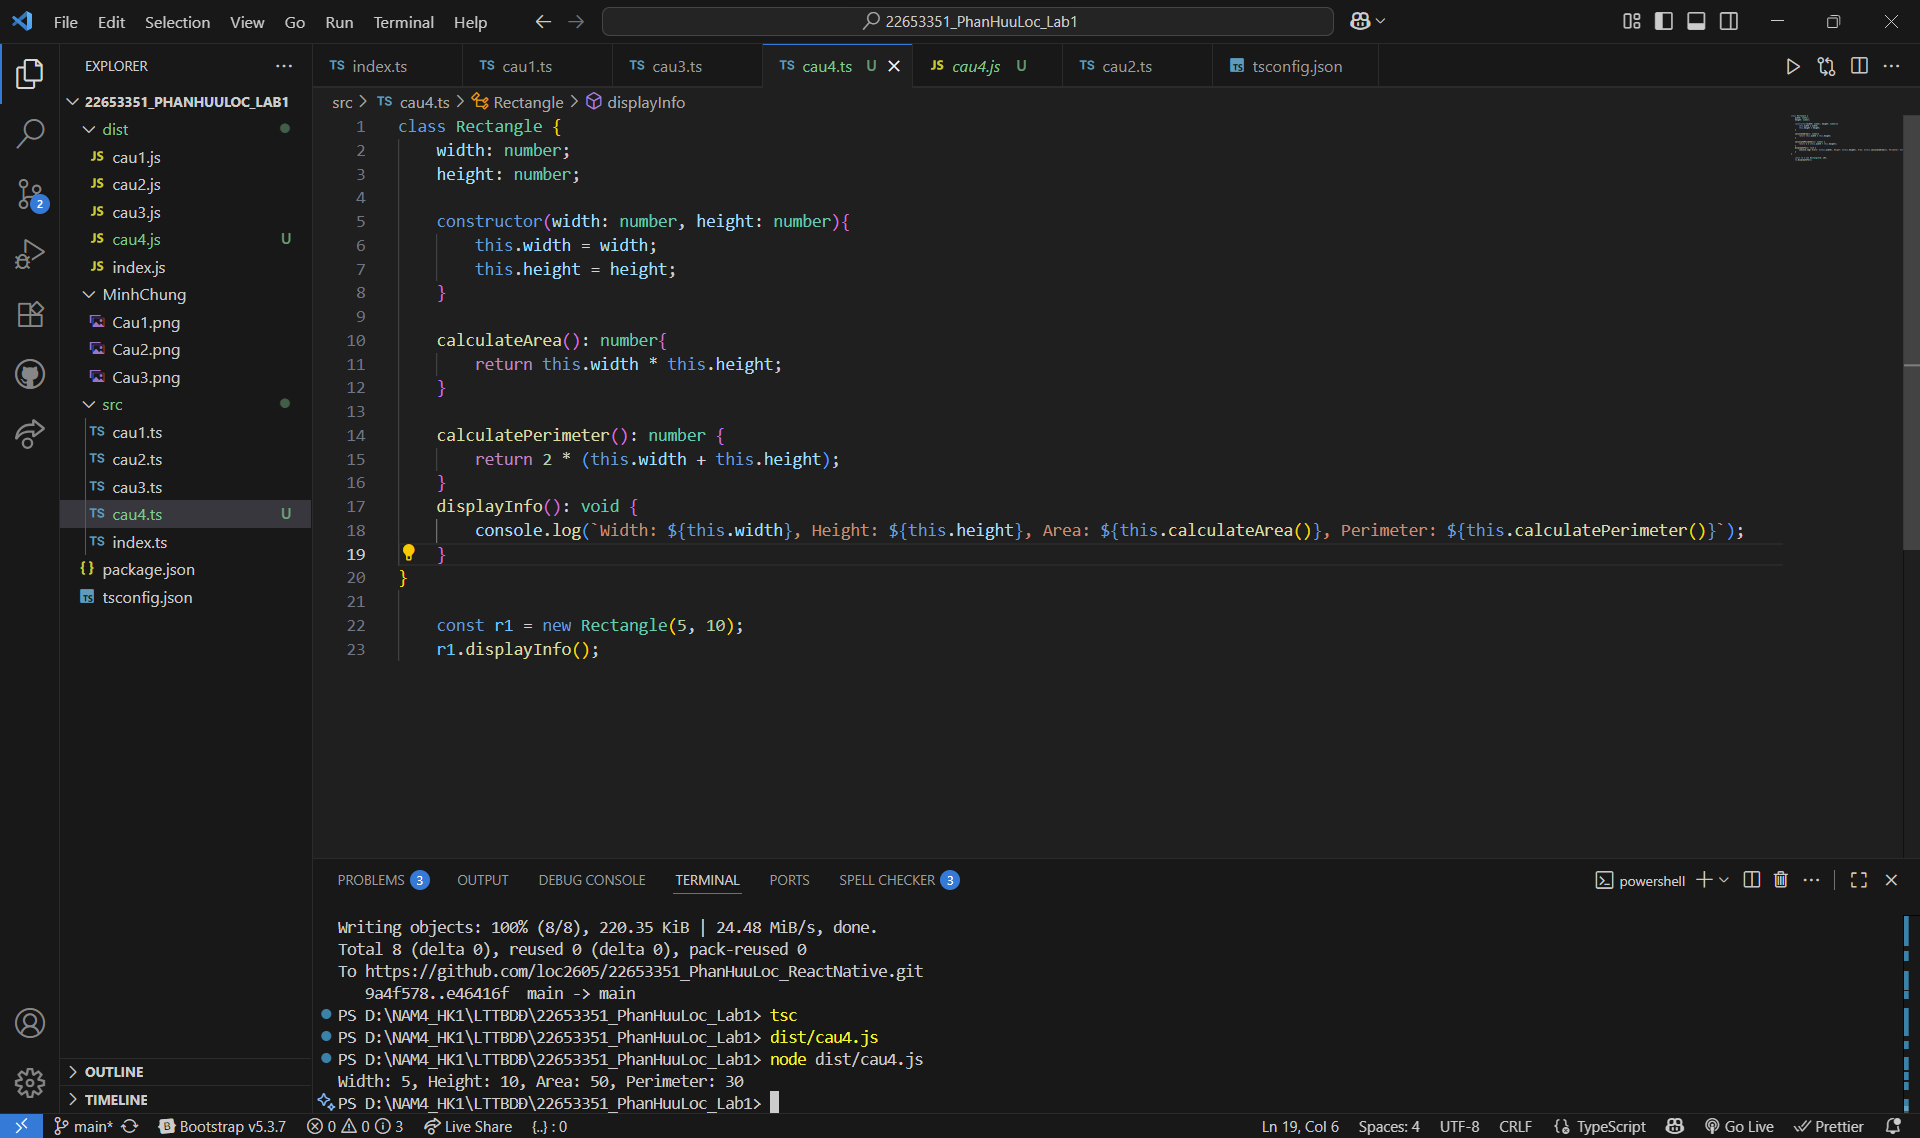 File Edit Selection View Go Run Terminal Help
22653351_PhanHuuLoc_Lab1
EXPLORER
22653351_PHANHUULOC_LAB1
dist
JS cau1.js
JS cau2.js
JS cau3.js
JS cau4.js U
JS index.js
MinhChung
Cau1.png
Cau2.png
Cau3.png
src
TS cau1.ts
TS cau2.ts
TS cau3.ts
TS cau4.ts U
TS index.ts
{} package.json
TS tsconfig.json
OUTLINE
TIMELINE
2
TS index.ts TS cau1.ts TS cau3.ts TS cau4.ts U JS cau4.js U TS cau2.ts TS tsconfig.json
src > TS cau4.ts > Rectangle > displayInfo
1 class Rectangle {
2 width: number;
3 height: number;
4
5 constructor(width: number, height: number){
6 this.width = width;
7 this.height = height;
8 }
9
10 calculateArea(): number{
11 return this.width * this.height;
12 }
13
14 calculatePerimeter(): number {
15 return 2 * (this.width + this.height);
16 }
17 displayInfo(): void {
18 console.log(`Width: ${this.width}, Height: ${this.height}, Area: ${this.calculateArea()}, Perimeter: ${this.calculatePerimeter()}`);
19 }
20 }
21
22 const r1 = new Rectangle(5, 10);
23 r1.displayInfo();
PROBLEMS 3 OUTPUT DEBUG CONSOLE TERMINAL PORTS SPELL CHECKER 3
powershell
Writing objects: 100% (8/8), 220.35 KiB | 24.48 MiB/s, done.
Total 8 (delta 0), reused 0 (delta 0), pack-reused 0
To https://github.com/loc2605/22653351_PhanHuuLoc_ReactNative.git
9a4f578..e46416f main -> main
PS D:\NAM4_HK1\LTTBDĐ\22653351_PhanHuuLoc_Lab1> tsc
PS D:\NAM4_HK1\LTTBDĐ\22653351_PhanHuuLoc_Lab1> dist/cau4.js
PS D:\NAM4_HK1\LTTBDĐ\22653351_PhanHuuLoc_Lab1> node dist/cau4.js
Width: 5, Height: 10, Area: 50, Perimeter: 30
PS D:\NAM4_HK1\LTTBDĐ\22653351_PhanHuuLoc_Lab1>
main* Bootstrap v5.3.7 0 0 3 Live Share {..} : 0 Ln 19, Col 6 Spaces: 4 UTF-8 CRLF {} TypeScript Go Live Prettier